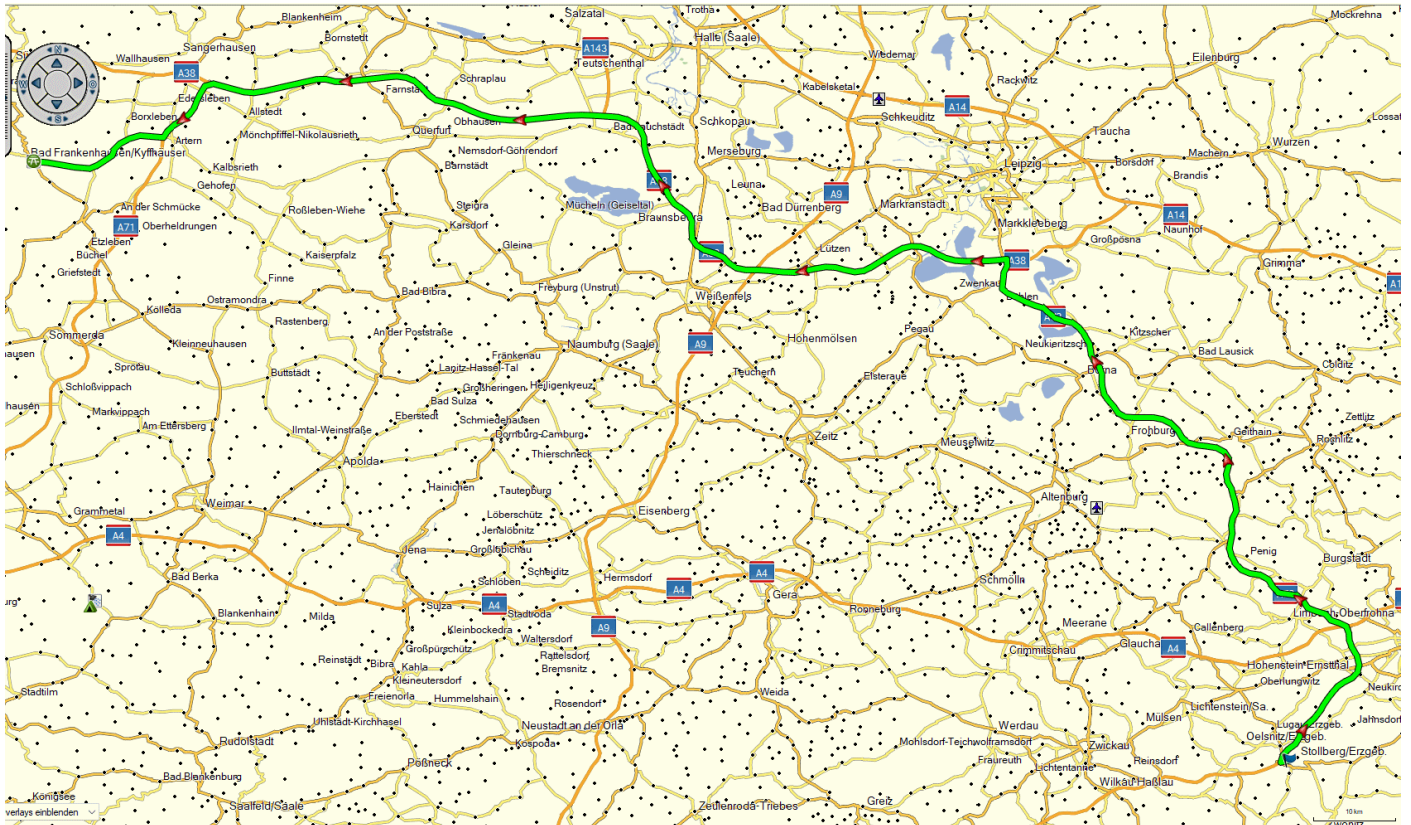 Blankenheim
Salzatal
Trotha
Mockrehna
Bornstedt
Halle (Saale)
Sangerhausen
A143
Wiedemar
Wallhausen
Teutschenthal
Eilenburg
A38
Schraplau
Kabelsketal
Rackwitz
Edersleben
Allstedt
A14
Borxleben
Obhausen
Schkopau
Schkeuditz
Querfurt
Taucha
Mönchpfiffel-Nikolausrieth
Artern
Nemsdorf-Göhrendorf
Merseburg
Wurzen
Bad Frankenhausen/Kyffhäuser
Machern
Leipzig
Borsdorf
Kalbsrieth
Barnstädt
Brandis
Gehofen
Leuna
A9
Markranstädt
Mücheln (Geiseltal)
Bad Dürrenberg
An der Schmücke
Roßleben-Wiehe
Steigra
A14
A71
Oberheldrungen
Karsdorf
Markkleeberg
Naunhof
Etzleben
Gleina
Lützen
Großpösna
Büchel
Kaiserpfalz
A38
Grimma
Griefstedt
Finne
Freyburg (Unstrut)
Zwenkau
Ostramondra
Bad Bibra
Weißenfels
Kölleda
Rastenberg
An der Poststraße
Pegau
Kitzscher
Sömmerda
Kleinneuhausen
Naumburg (Saale)
A9
Hohenmölsen
Neukieritzsch
Bad Lausick
Fränkenau
Colditz
Sprötau
Buttstädt
Lanitz-Hassel-Tal
Teuchern
Elsteraue
Borna
Schloßvippach
Großheringen
Heiligenkreuz
Markvippach
Bad Sulza
Zettlitz
Eberstedt
Schmiedehausen
Am Ettersberg
Ilmtal-Weinstraße
Dornburg-Camburg
Zeitz
Meuselwitz
Frohburg
Geithain
Rochlitz
Thierschneck
Apolda
Hainichen
Tautenburg
Altenburg
Weimar
Grammetal
Löberschütz
Eisenberg
A4
Jenalöbnitz
Jena
Großlöbichau
Penig
Burgstädt
Bad Berka
Scheiditz
Hermsdorf
A4
Schlöben
A4
Gera
Schmölln
Blankenhain
Milda
Sulza
A4
Stadtroda
Ronneburg
Limbach-Oberfrohna
Kleinbockedra
A9
Meerane
Callenberg
Waltersdorf
Großpürschütz
Crimmitschau
Glauchau
A4
Reinstädt
Bibra
Kahla
Rattelsdorf
Bremsnitz
Hohenstein-Ernstthal
Kleineutersdorf
Oberlungwitz
Stadtilm
Freienorla
Hummelshain
Rosendorf
Weida
Lichtenstein/Sa.
Uhlstädt-Kirchhasel
Neustadt an der Orla
Werdau
Mülsen
Lugau/Erzgeb.
Jahnsdorf
Rudolstadt
Kospoda
Mohlsdorf-Teichwolframsdorf
Zwickau
Oelsnitz/Erzgeb.
Stollberg/Erzgeb.
Pößneck
Fraureuth
Lichtentanne
Reinsdorf
Bad Blankenburg
Wilkau-Haßlau
Königsee
Saalfeld/Saale
Zeulenroda-Triebes
Greiz
verlays einblenden
10 km